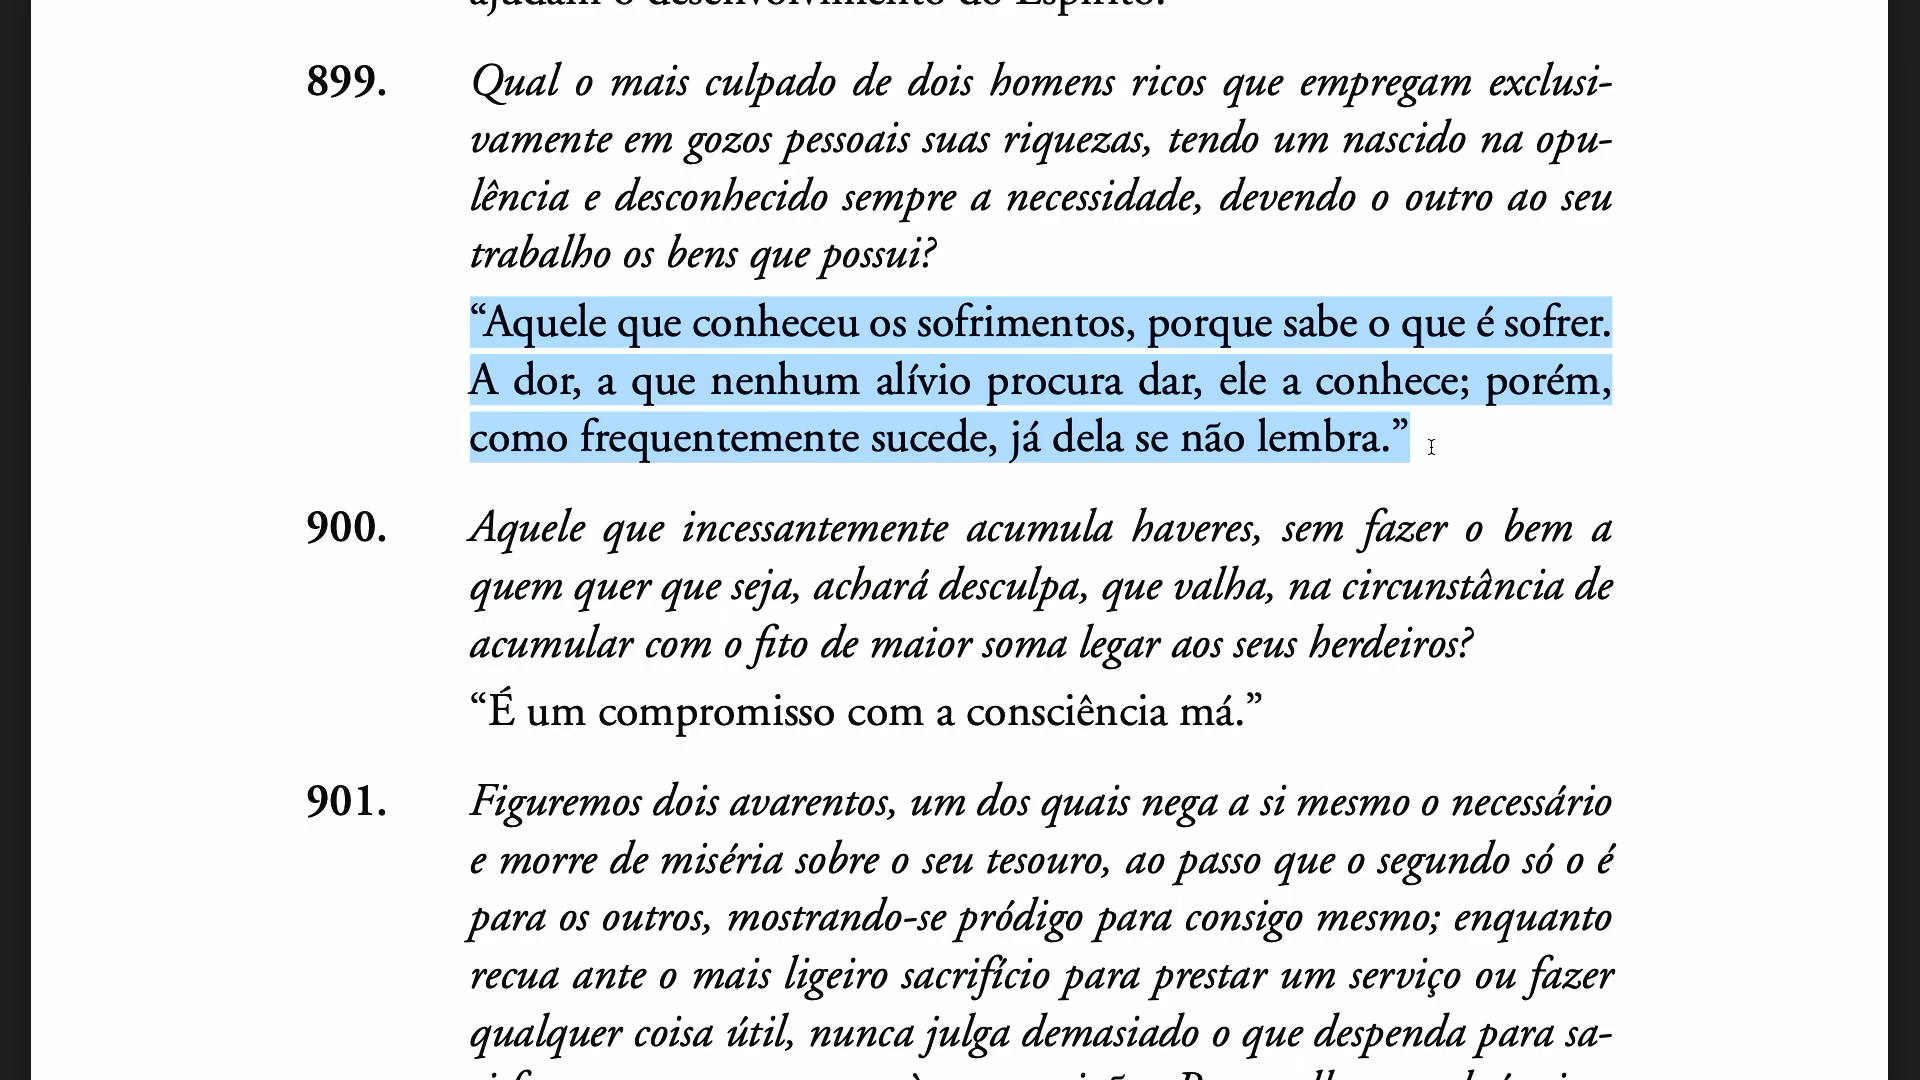 ajudam o desenvolvimento do Espírito.
899. Qual o mais culpado de dois homens ricos que empregam exclusi-
vamente em gozos pessoais suas riquezas, tendo um nascido na opu-
lência e desconhecido sempre a necessidade, devendo o outro ao seu
trabalho os bens que possui?
“Aquele que conheceu os sofrimentos, porque sabe o que é sofrer.
A dor, a que nenhum alívio procura dar, ele a conhece; porém,
como frequentemente sucede, já dela se não lembra.”
900. Aquele que incessantemente acumula haveres, sem fazer o bem a
quem quer que seja, achará desculpa, que valha, na circunstância de
acumular com o fito de maior soma legar aos seus herdeiros?
“É um compromisso com a consciência má.”
901. Figuremos dois avarentos, um dos quais nega a si mesmo o necessário
e morre de miséria sobre o seu tesouro, ao passo que o segundo só o é
para os outros, mostrando-se pródigo para consigo mesmo; enquanto
recua ante o mais ligeiro sacrifício para prestar um serviço ou fazer
qualquer coisa útil, nunca julga demasiado o que despenda para sa-